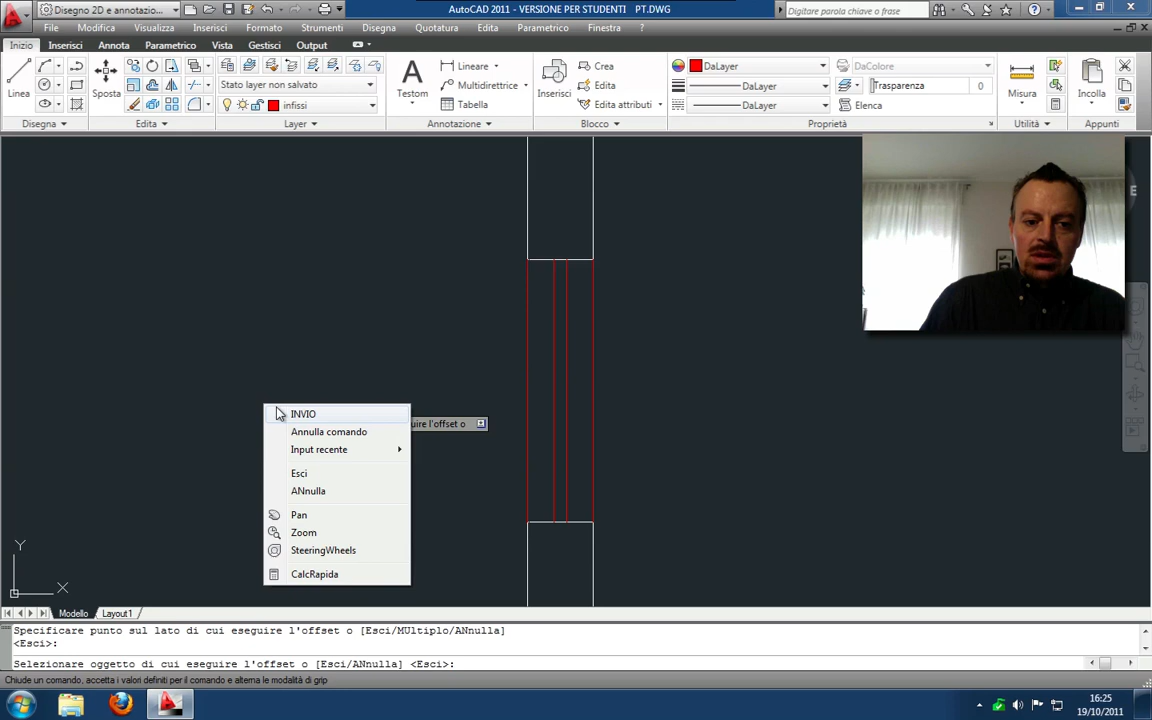 Disegno 2D e annotazio...
AutoCAD 2011 - VERSIONE PER STUDENTI PT.DWG
Digitare parola chiave o frase
File Modifica Visualizza Inserisci Formato Strumenti Disegna Quotatura Edita Parametrico Finestra ?
Inizio Inserisci Annota Parametrico Vista Gestisci Output
Linea
Sposta
Stato layer non salvato
infissi
Testom
Lineare
Multidirettrice
Tabella
Inserisci
Crea
Edita
Edita attributi
DaLayer
DaLayer
DaLayer
DaColore
Trasparenza 0
Elenca
Misura
Incolla
Disegna Edita Layer Annotazione Blocco Proprietà Utilità Appunti
E
INVIO
Annulla comando
Input recente
Esci
ANnulla
Pan
Zoom
SteeringWheels
CalcRapida
uire l'offset o
Y
X
Modello Layout1
Specificare punto sul lato di cui eseguire l'offset o [Esci/MUltiplo/ANnulla]
<Esci>:
Selezionare oggetto di cui eseguire l'offset o [Esci/ANnulla] <Esci>:
Chiude un comando, accetta i valori definiti per il comando e alterna le modalità di grip
16:25
19/10/2011